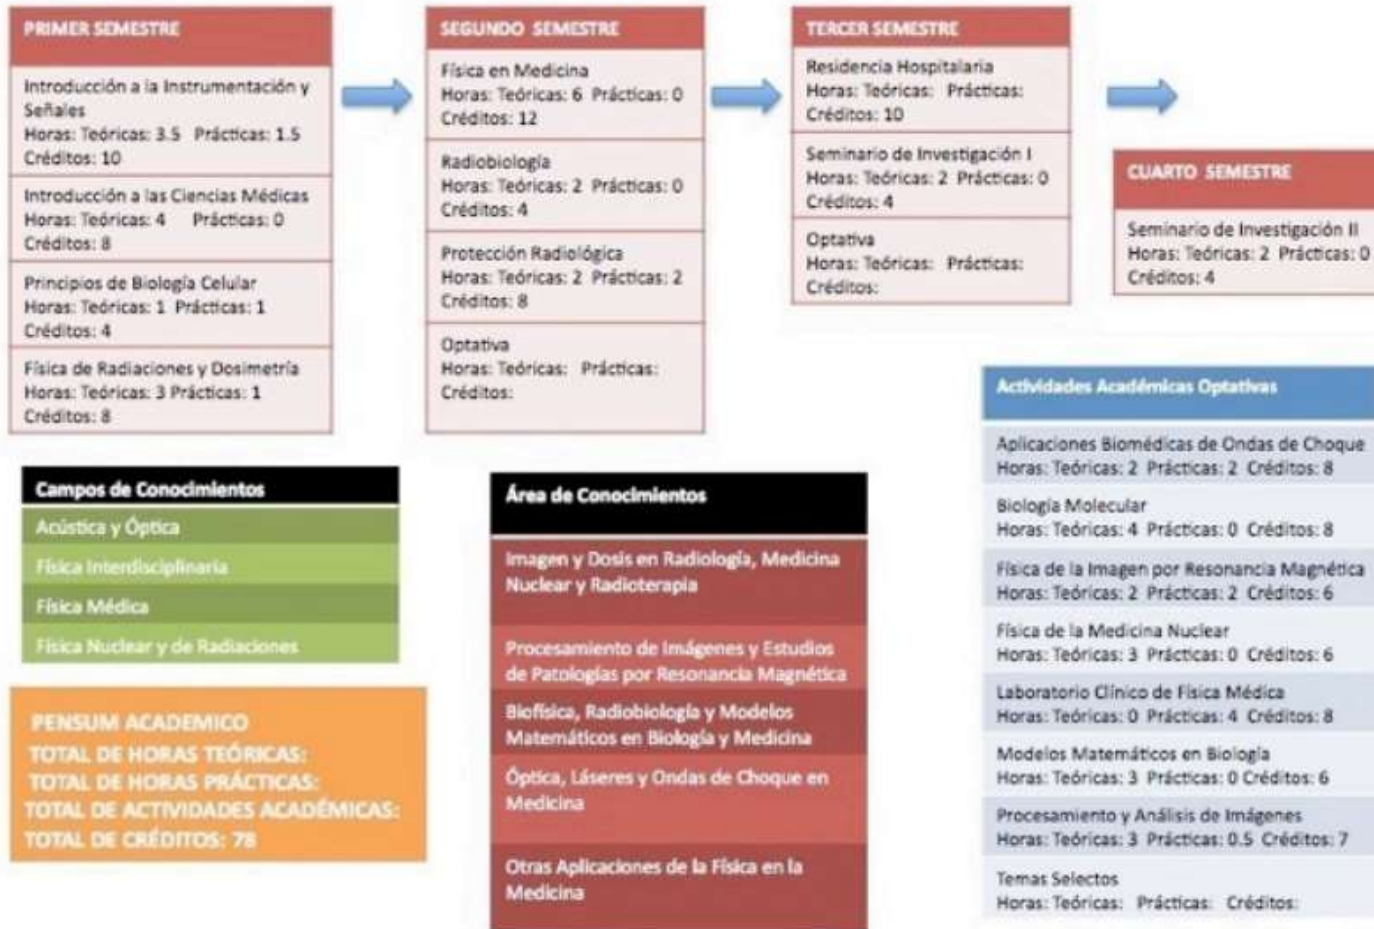 PRIMER SEMESTRE
Introducción a la Instrumentación y
Señales
Horas: Teóricas: 3.5 Prácticas: 1.5
Créditos: 10
Introducción a las Ciencias Médicas
Horas: Teóricas: 4 Prácticas: 0
Créditos: 8
Principios de Biología Celular
Horas: Teóricas: 1 Prácticas: 1
Créditos: 4
Física de Radiaciones y Dosimetría
Horas: Teóricas: 3 Prácticas: 1
Créditos: 8
SEGUNDO SEMESTRE
Física en Medicina
Horas: Teóricas: 6 Prácticas: 0
Créditos: 12
Radiobiología
Horas: Teóricas: 2 Prácticas: 0
Créditos: 4
Protección Radiológica
Horas: Teóricas: 2 Prácticas: 2
Créditos: 8
Optativa
Horas: Teóricas: Prácticas:
Créditos:
TERCER SEMESTRE
Residencia Hospitalaria
Horas: Teóricas: Prácticas:
Créditos: 10
Seminario de Investigación I
Horas: Teóricas: 2 Prácticas: 0
Créditos: 4
Optativa
Horas: Teóricas: Prácticas:
Créditos:
CUARTO SEMESTRE
Seminario de Investigación II
Horas: Teóricas: 2 Prácticas: 0
Créditos: 4
Campos de Conocimientos
Acústica y Óptica
Física Interdisciplinaria
Física Médica
Física Nuclear y de Radiaciones
PENSUM ACADEMICO
TOTAL DE HORAS TEÓRICAS:
TOTAL DE HORAS PRÁCTICAS:
TOTAL DE ACTIVIDADES ACADÉMICAS:
TOTAL DE CRÉDITOS: 78
Área de Conocimientos
Imagen y Dosis en Radiología, Medicina
Nuclear y Radioterapia
Procesamiento de Imágenes y Estudios
de Patologías por Resonancia Magnética
Biofísica, Radiobiología y Modelos
Matemáticos en Biología y Medicina
Óptica, Láseres y Ondas de Choque en
Medicina
Otras Aplicaciones de la Física en la
Medicina
Actividades Académicas Optativas
Aplicaciones Biomédicas de Ondas de Choque
Horas: Teóricas: 2 Prácticas: 2 Créditos: 8
Biología Molecular
Horas: Teóricas: 4 Prácticas: 0 Créditos: 8
Física de la Imagen por Resonancia Magnética
Horas: Teóricas: 2 Prácticas: 2 Créditos: 6
Física de la Medicina Nuclear
Horas: Teóricas: 3 Prácticas: 0 Créditos: 6
Laboratorio Clínico de Física Médica
Horas: Teóricas: 0 Prácticas: 4 Créditos: 8
Modelos Matemáticos en Biología
Horas: Teóricas: 3 Prácticas: 0 Créditos: 6
Procesamiento y Análisis de Imágenes
Horas: Teóricas: 3 Prácticas: 0.5 Créditos: 7
Temas Selectos
Horas: Teóricas: Prácticas: Créditos: